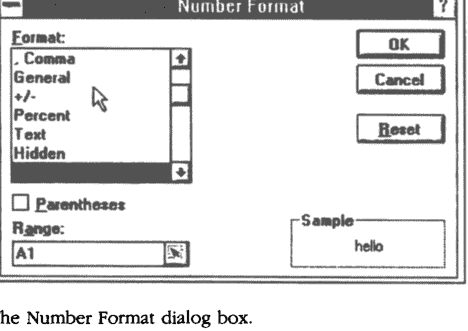 Number Format ?
Format:
, Comma
General
+/-
Percent
Text
Hidden
OK
Cancel
Reset
Parentheses
Range:
A1
Sample
hello
he Number Format dialog box.